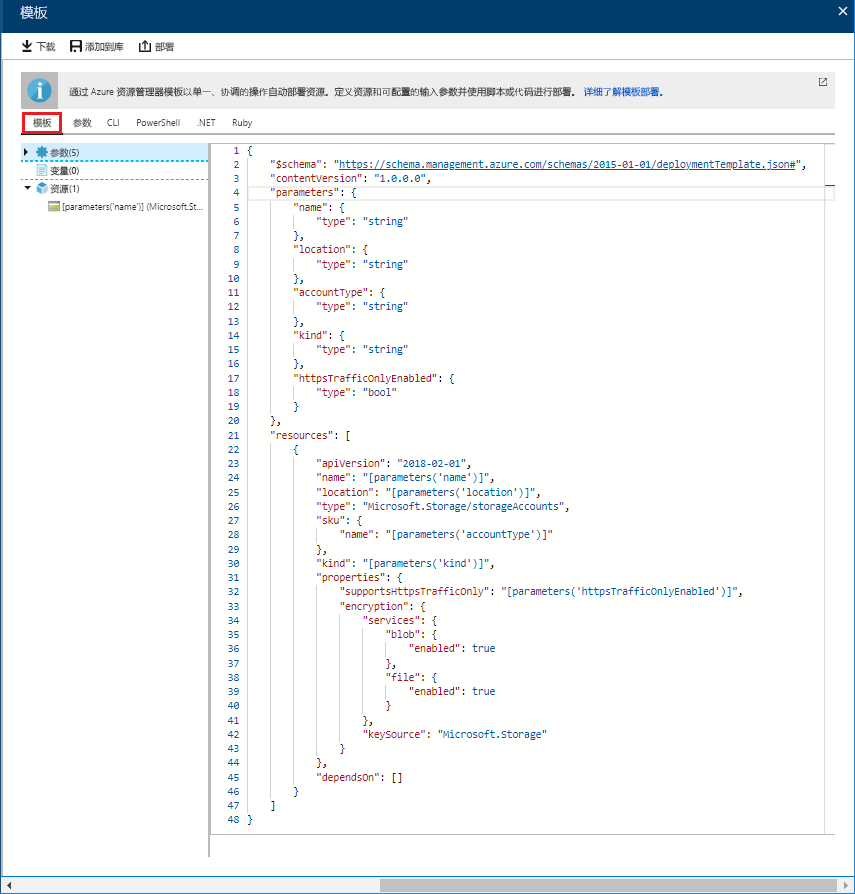 模板
下载 添加到库 部署
通过 Azure 资源管理器模板以单一、协调的操作自动部署资源。定义资源和可配置的输入参数并使用脚本或代码进行部署。 详细了解模板部署。
模板 参数 CLI PowerShell .NET Ruby
参数(5)
变量(0)
资源(1)
[parameters('name')] (Microsoft.St...
1 {
2 "$schema": "https://schema.management.azure.com/schemas/2015-01-01/deploymentTemplate.json#",
3 "contentVersion": "1.0.0.0",
4 "parameters": {
5 "name": {
6 "type": "string"
7 },
8 "location": {
9 "type": "string"
10 },
11 "accountType": {
12 "type": "string"
13 },
14 "kind": {
15 "type": "string"
16 },
17 "httpsTrafficOnlyEnabled": {
18 "type": "bool"
19 }
20 },
21 "resources": [
22 {
23 "apiVersion": "2018-02-01",
24 "name": "[parameters('name')]",
25 "location": "[parameters('location')]",
26 "type": "Microsoft.Storage/storageAccounts",
27 "sku": {
28 "name": "[parameters('accountType')]"
29 },
30 "kind": "[parameters('kind')]",
31 "properties": {
32 "supportsHttpsTrafficOnly": "[parameters('httpsTrafficOnlyEnabled')]",
33 "encryption": {
34 "services": {
35 "blob": {
36 "enabled": true
37 },
38 "file": {
39 "enabled": true
40 }
41 },
42 "keySource": "Microsoft.Storage"
43 }
44 },
45 "dependsOn": []
46 }
47 ]
48 }